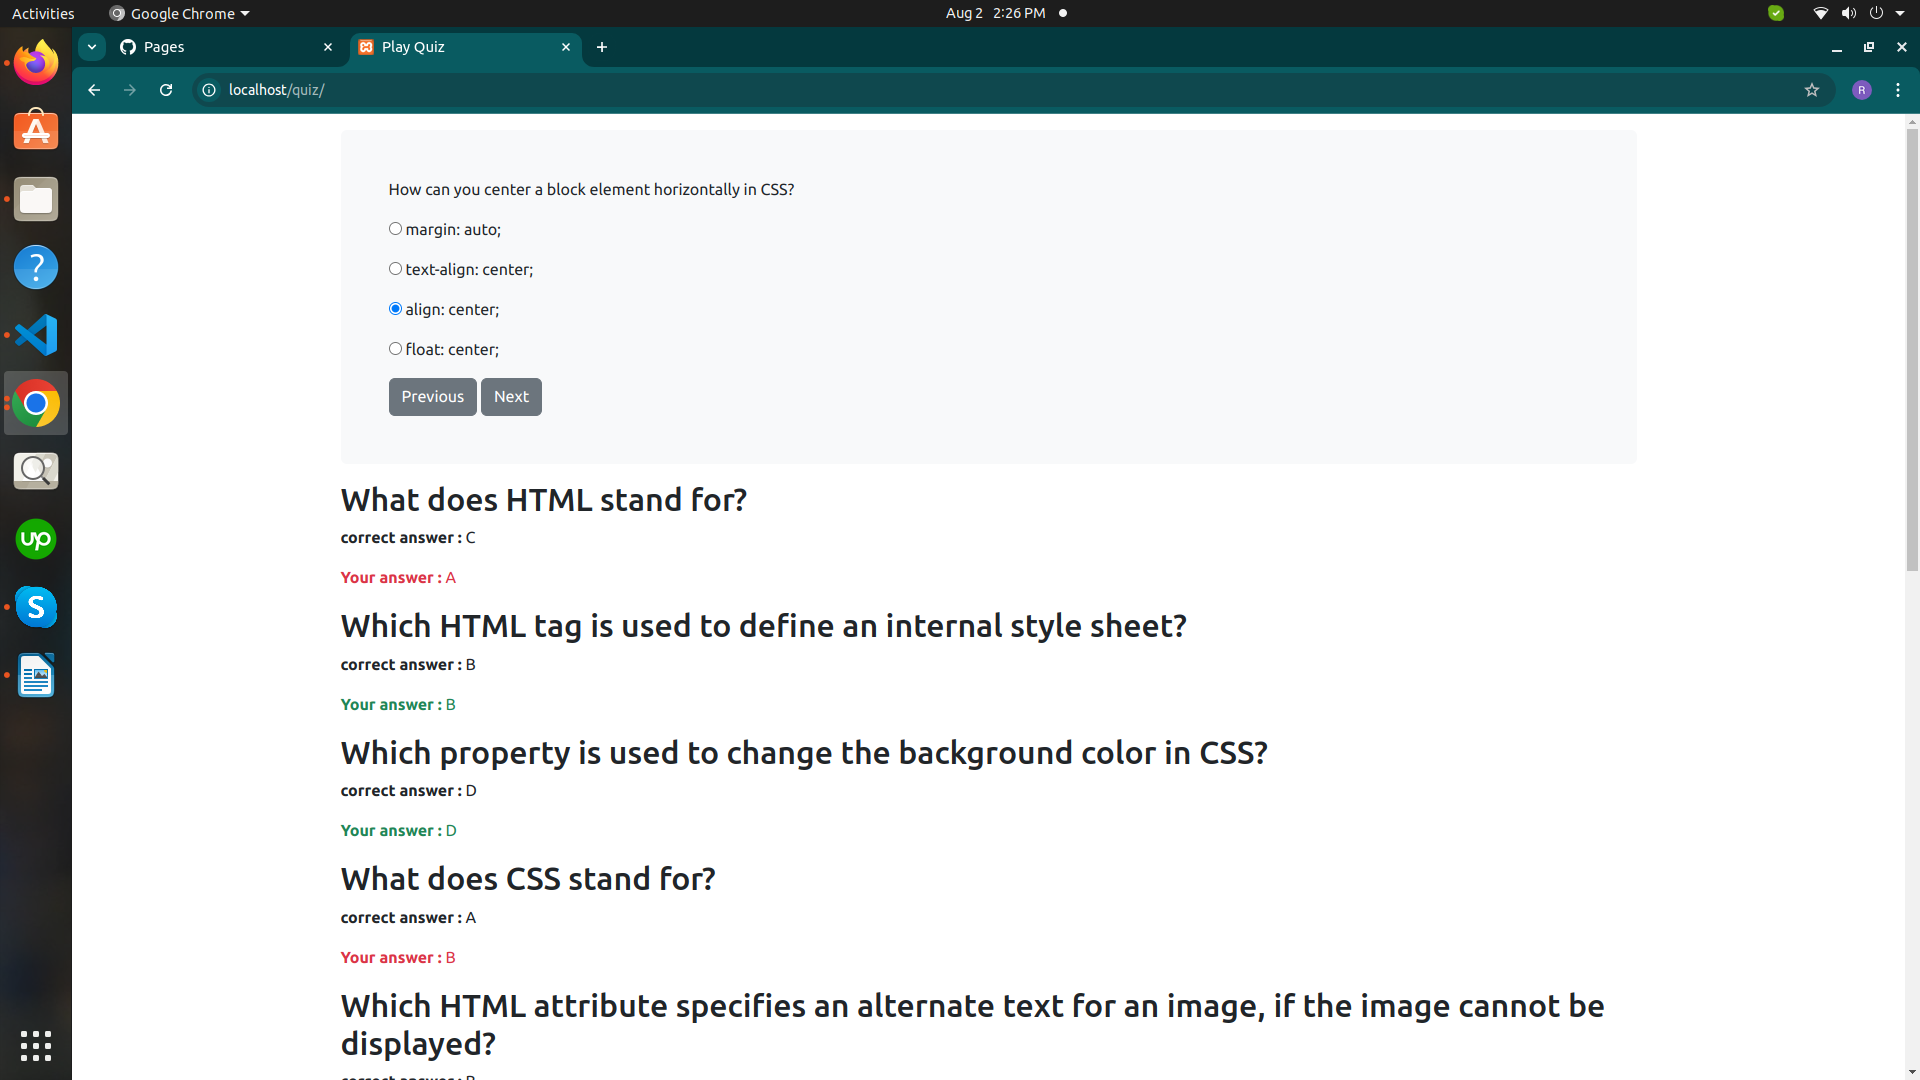 Activities
Google Chrome
Aug 2 2:26 PM
Pages
Play Quiz
localhost/quiz/
R
How can you center a block element horizontally in CSS?
margin: auto;
text-align: center;
align: center;
float: center;
Previous Next
What does HTML stand for?
correct answer : C
Your answer : A
Which HTML tag is used to define an internal style sheet?
correct answer : B
Your answer : B
Which property is used to change the background color in CSS?
correct answer : D
Your answer : D
What does CSS stand for?
correct answer : A
Your answer : B
Which HTML attribute specifies an alternate text for an image, if the image cannot be
displayed?
correct answer :
up
S